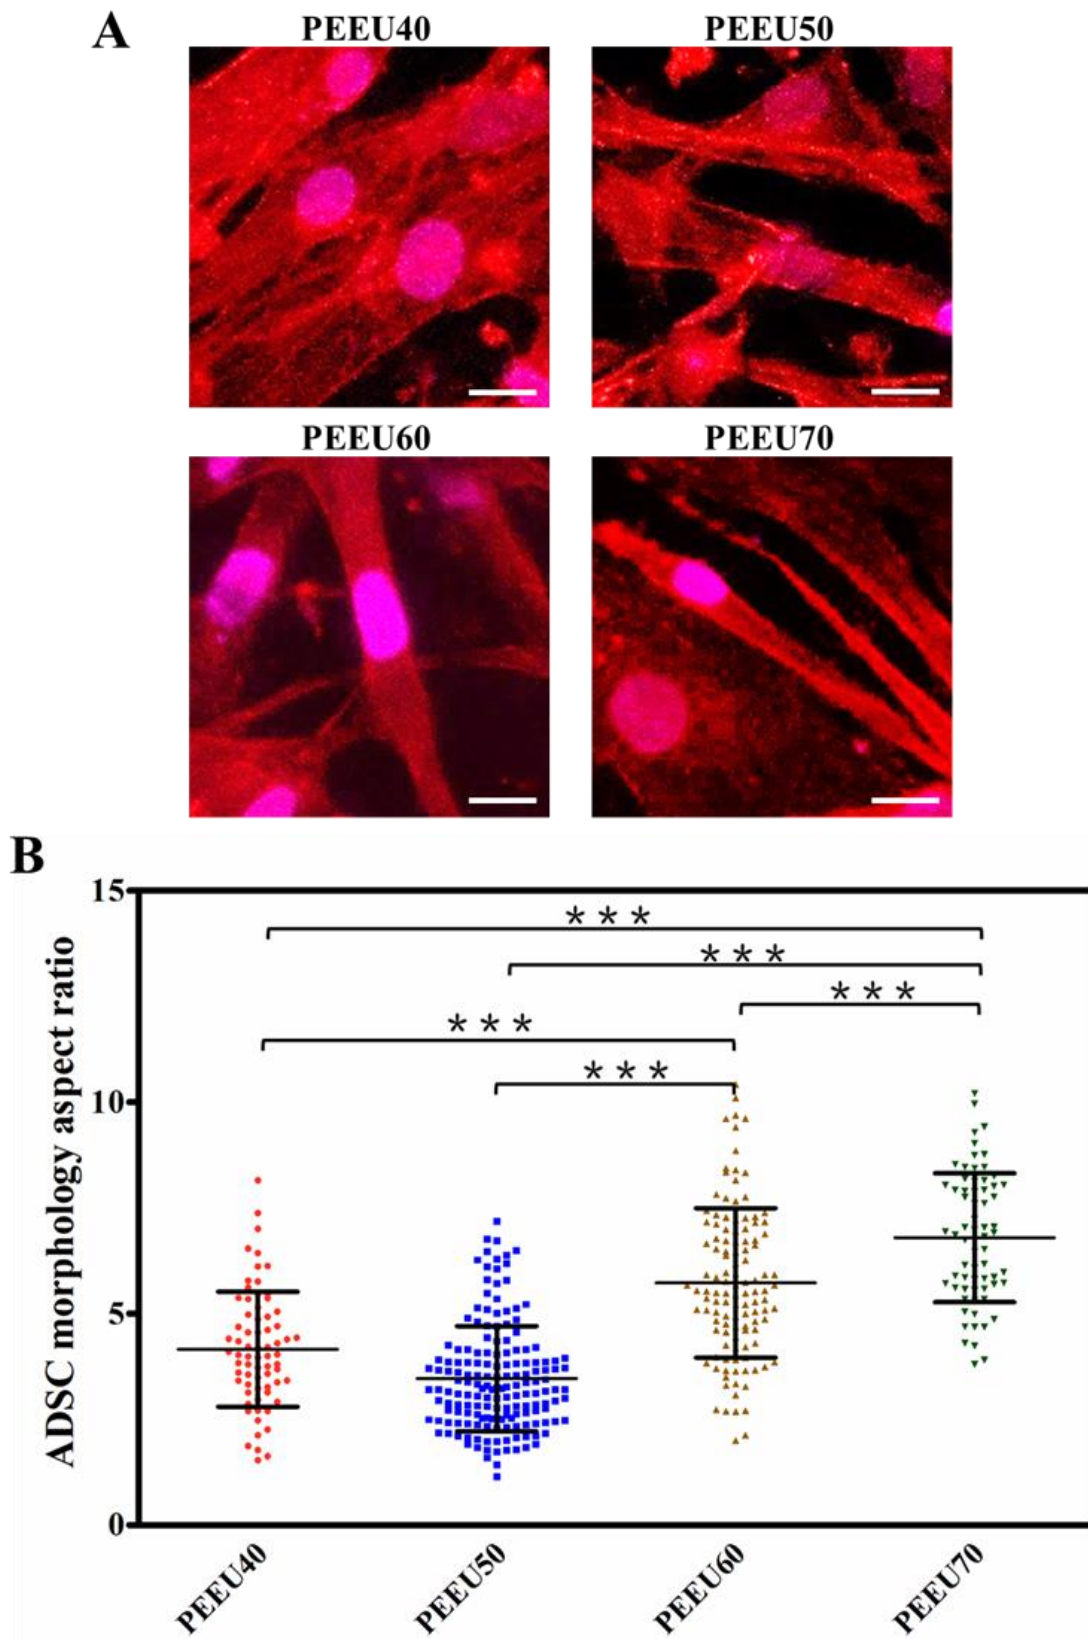 A
PEEU40
PEEU50
PEEU60
PEEU70
B
ADSC morphology aspect ratio
15
10
5
0
* * *
* * *
* * *
* * *
* * *
PEEU40
PEEU50
PEEU60
PEEU70